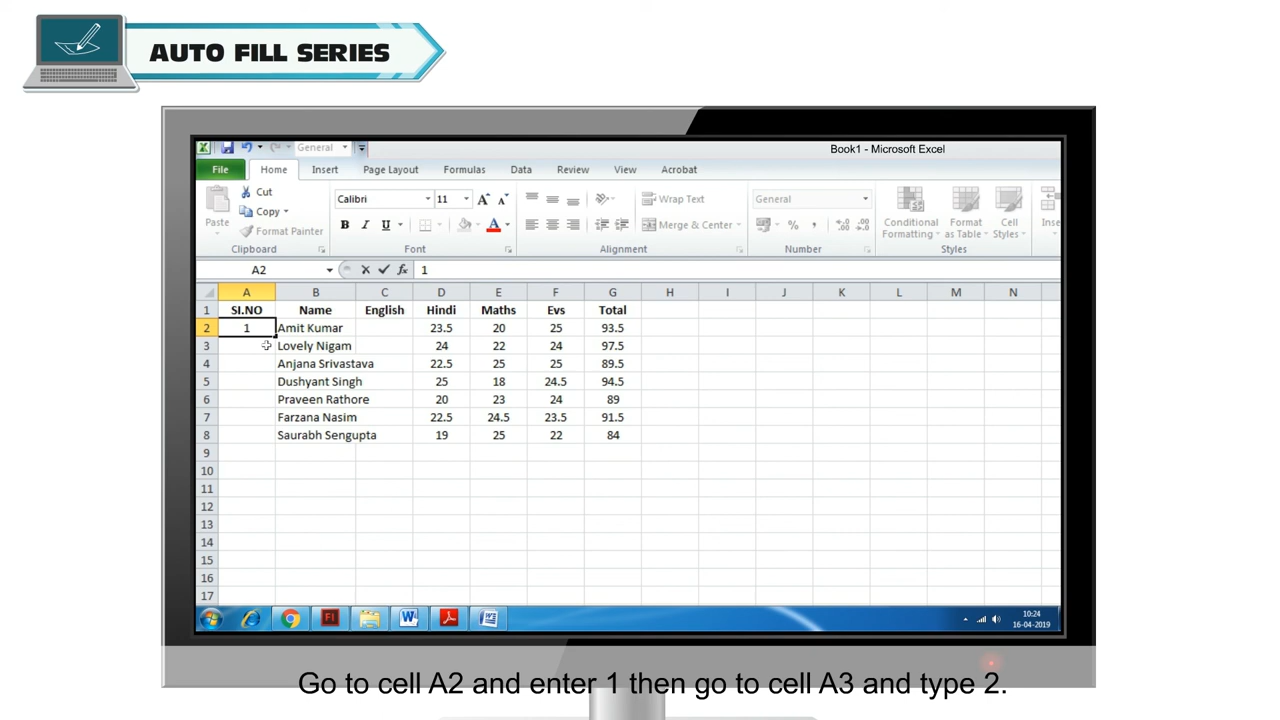 AUTO FILL SERIES
General
Book1 - Microsoft Excel
File Home Insert Page Layout Formulas Data Review View Acrobat
Cut
Copy
Format Painter
Paste
Clipboard
Calibri 11
B I U A
Font
Wrap Text
Merge & Center
Alignment
General
%
Number
Conditional Formatting
Format as Table
Cell Styles
Styles
Inse
A2 fx 1
A B C D E F G H I J K L M N
1 SI.NO Name English Hindi Maths Evs Total
2 1 Amit Kumar 23.5 20 25 93.5
3 Lovely Nigam 24 22 24 97.5
4 Anjana Srivastava 22.5 25 25 89.5
5 Dushyant Singh 25 18 24.5 94.5
6 Praveen Rathore 20 23 24 89
7 Farzana Nasim 22.5 24.5 23.5 91.5
8 Saurabh Sengupta 19 25 22 84
9
10
11
12
13
14
15
16
17
10:24
16-04-2019
Go to cell A2 and enter 1 then go to cell A3 and type 2.